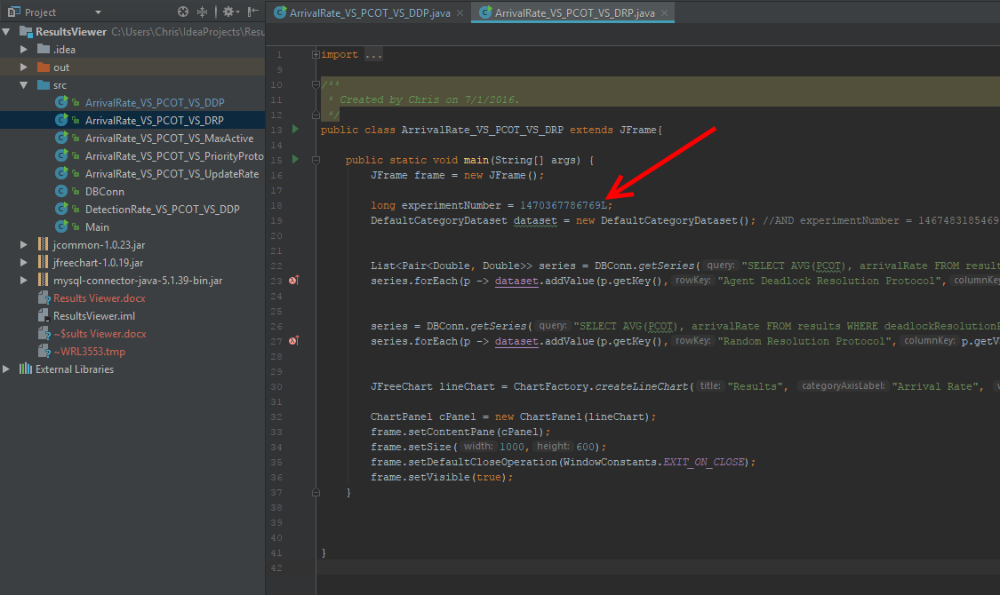 Project
ResultsViewer C:\Users\Chris\IdeaProjects\Resu
.idea
out
src
ArrivalRate_VS_PCOT_VS_DDP
ArrivalRate_VS_PCOT_VS_DRP
ArrivalRate_VS_PCOT_VS_MaxActive
ArrivalRate_VS_PCOT_VS_PriorityProto
ArrivalRate_VS_PCOT_VS_UpdateRate
DBConn
DetectionRate_VS_PCOT_VS_DDP
Main
jcommon-1.0.23.jar
jfreechart-1.0.19.jar
mysql-connector-java-5.1.39-bin.jar
Results Viewer.docx
ResultsViewer.iml
~$sults Viewer.docx
~WRL3553.tmp
External Libraries
ArrivalRate_VS_PCOT_VS_DDP.java
ArrivalRate_VS_PCOT_VS_DRP.java
1 import ...
9
10 /**
11 * Created by Chris on 7/1/2016.
12 */
13 public class ArrivalRate_VS_PCOT_VS_DRP extends JFrame{
14
15 public static void main(String[] args) {
16 JFrame frame = new JFrame();
17
18 long experimentNumber = 1470367786769L;
19 DefaultCategoryDataset dataset = new DefaultCategoryDataset(); //AND experimentNumber = 1467483185469
20
21
22 List<Pair<Double, Double>> series = DBConn.getSeries( query: "SELECT AVG(PCOT), arrivalRate FROM result
23 series.forEach(p -> dataset.addValue(p.getKey(), rowKey: "Agent Deadlock Resolution Protocol", columnKey
24
25
26 series = DBConn.getSeries( query: "SELECT AVG(PCOT), arrivalRate FROM results WHERE deadlockResolution
27 series.forEach(p -> dataset.addValue(p.getKey(), rowKey: "Random Resolution Protocol", columnKey: p.getV
28
29
30 JFreeChart lineChart = ChartFactory.createLineChart( title: "Results", categoryAxisLabel: "Arrival Rate",
31
32 ChartPanel cPanel = new ChartPanel(lineChart);
33 frame.setContentPane(cPanel);
34 frame.setSize( width: 1000, height: 600);
35 frame.setDefaultCloseOperation(WindowConstants.EXIT_ON_CLOSE);
36 frame.setVisible(true);
37 }
38
39
40
41 }
42